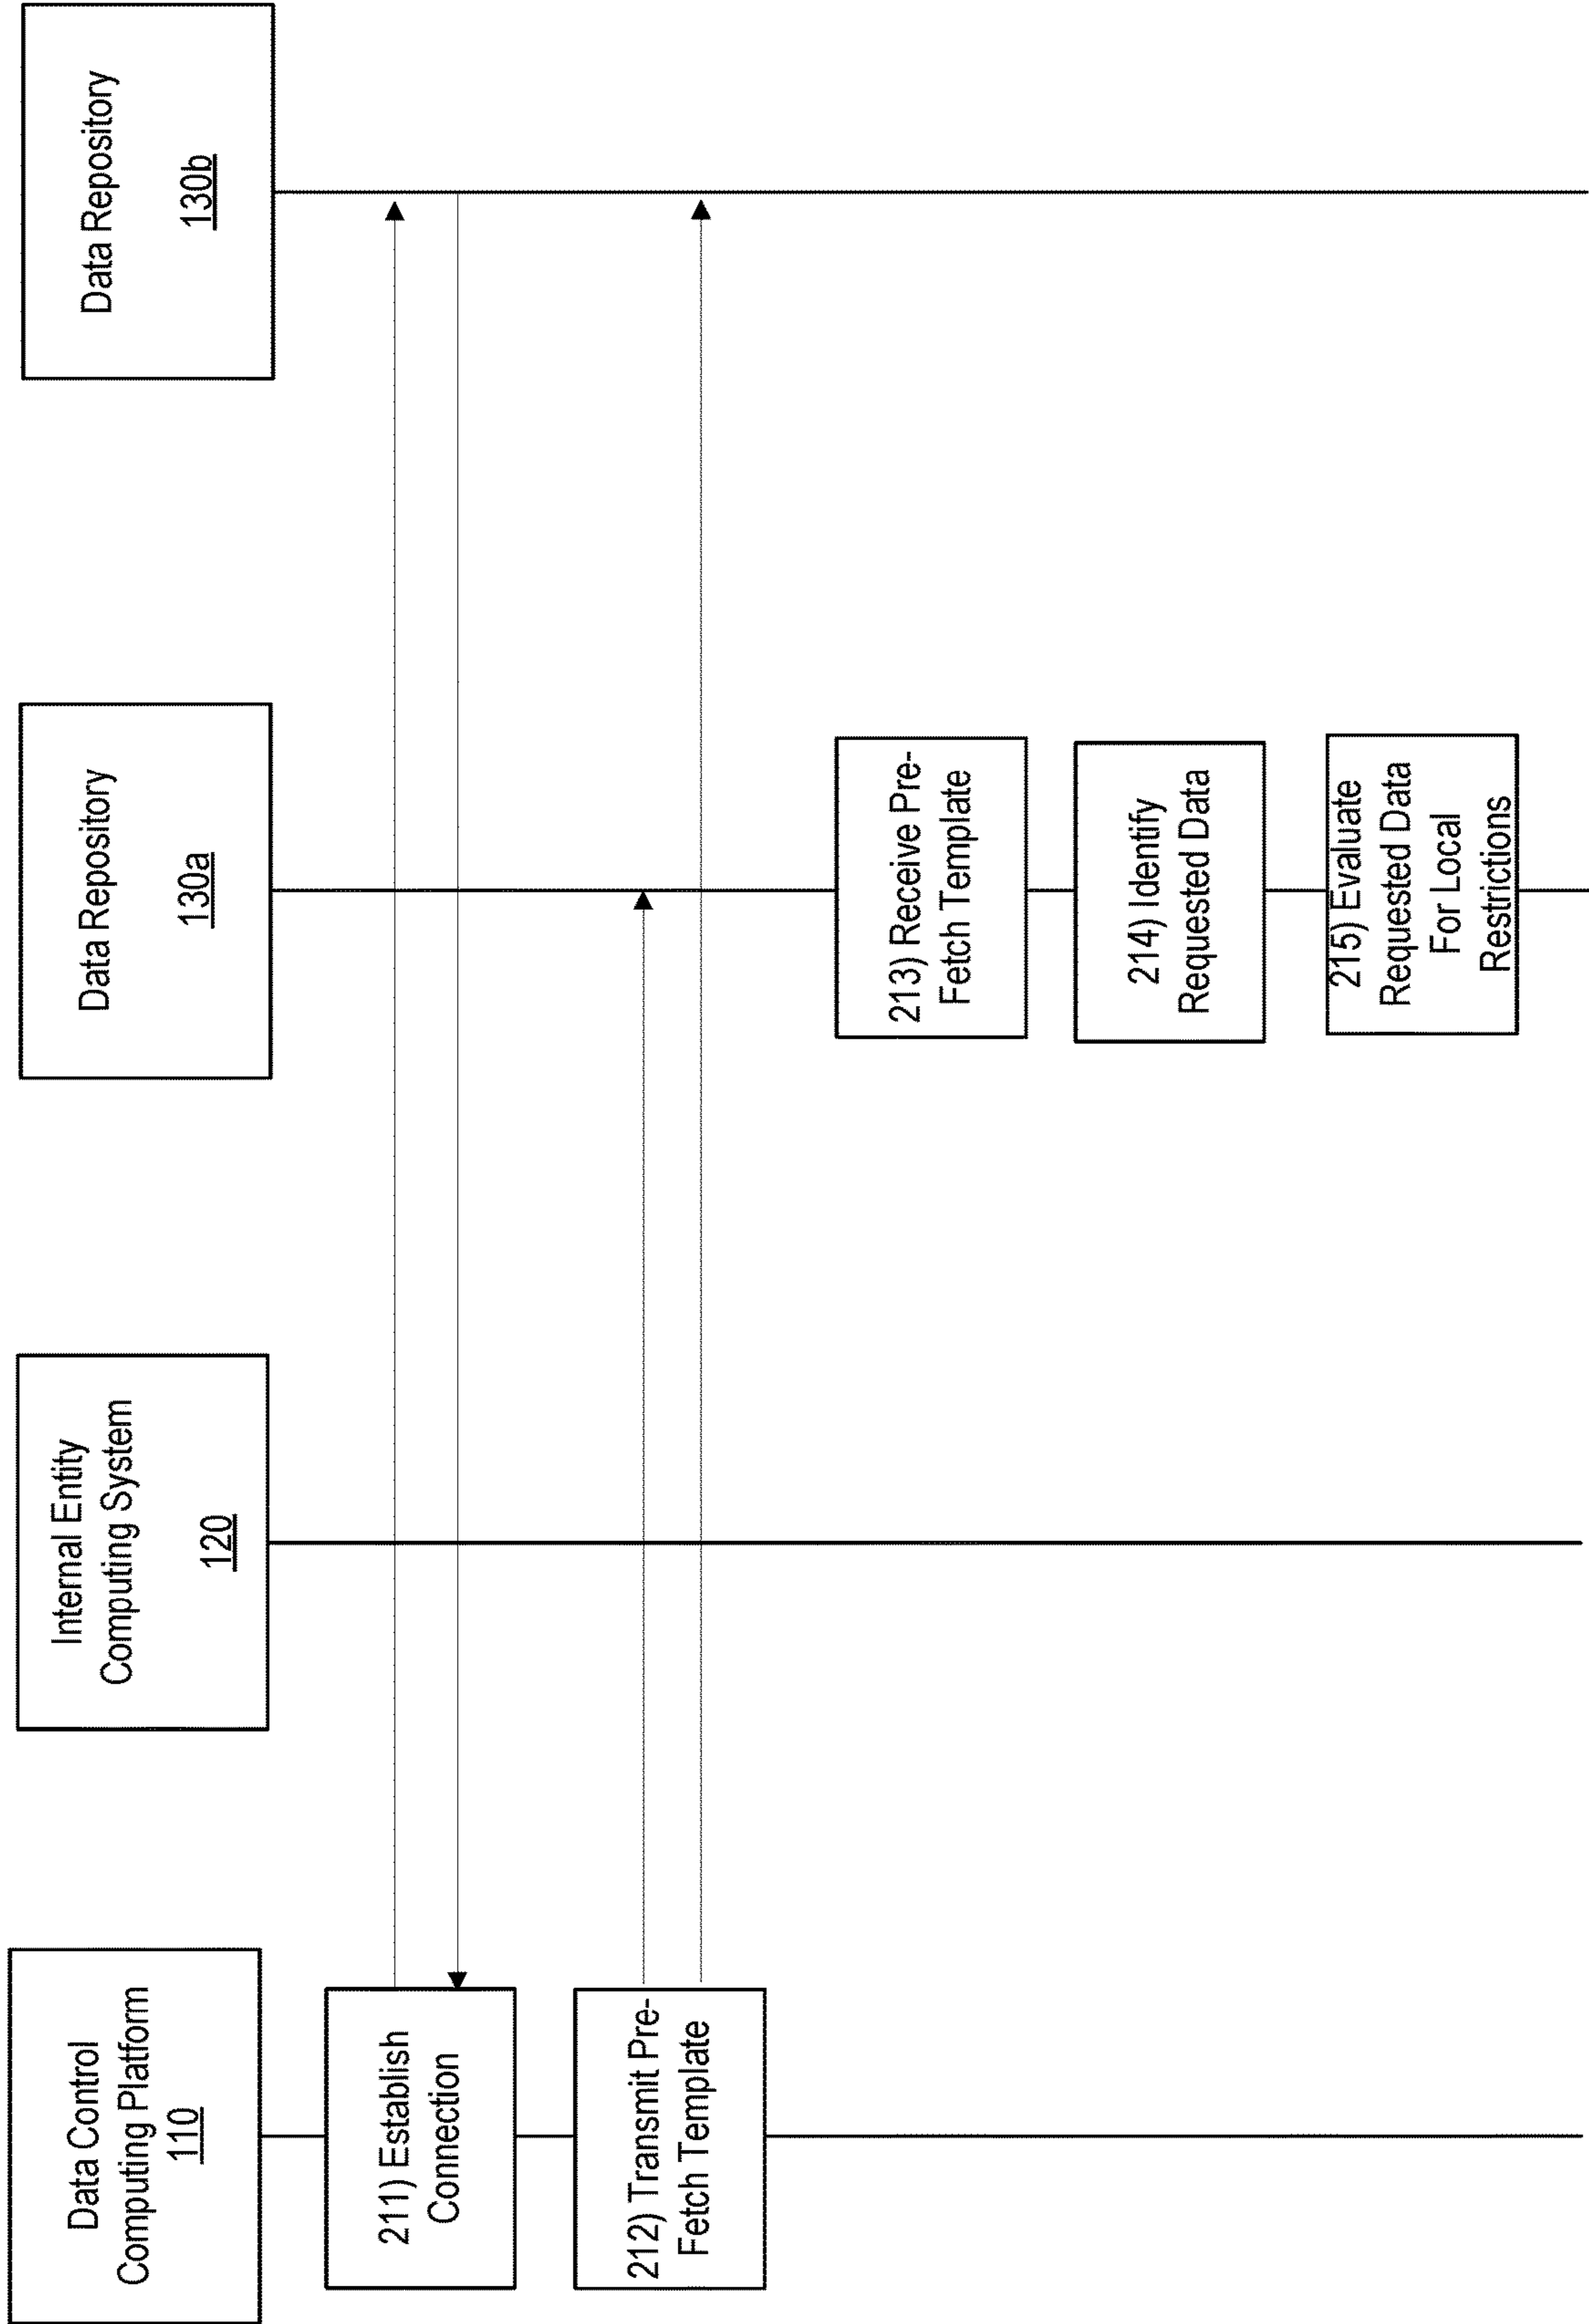 Data Control
Computing Platform
110
Internal Entity
Computing System
120
Data Repository
130a
Data Repository
130b
211) Establish
Connection
212) Transmit Pre-
Fetch Template
213) Receive Pre-
Fetch Template
214) Identify
Requested Data
215) Evaluate
Requested Data
For Local
Restrictions